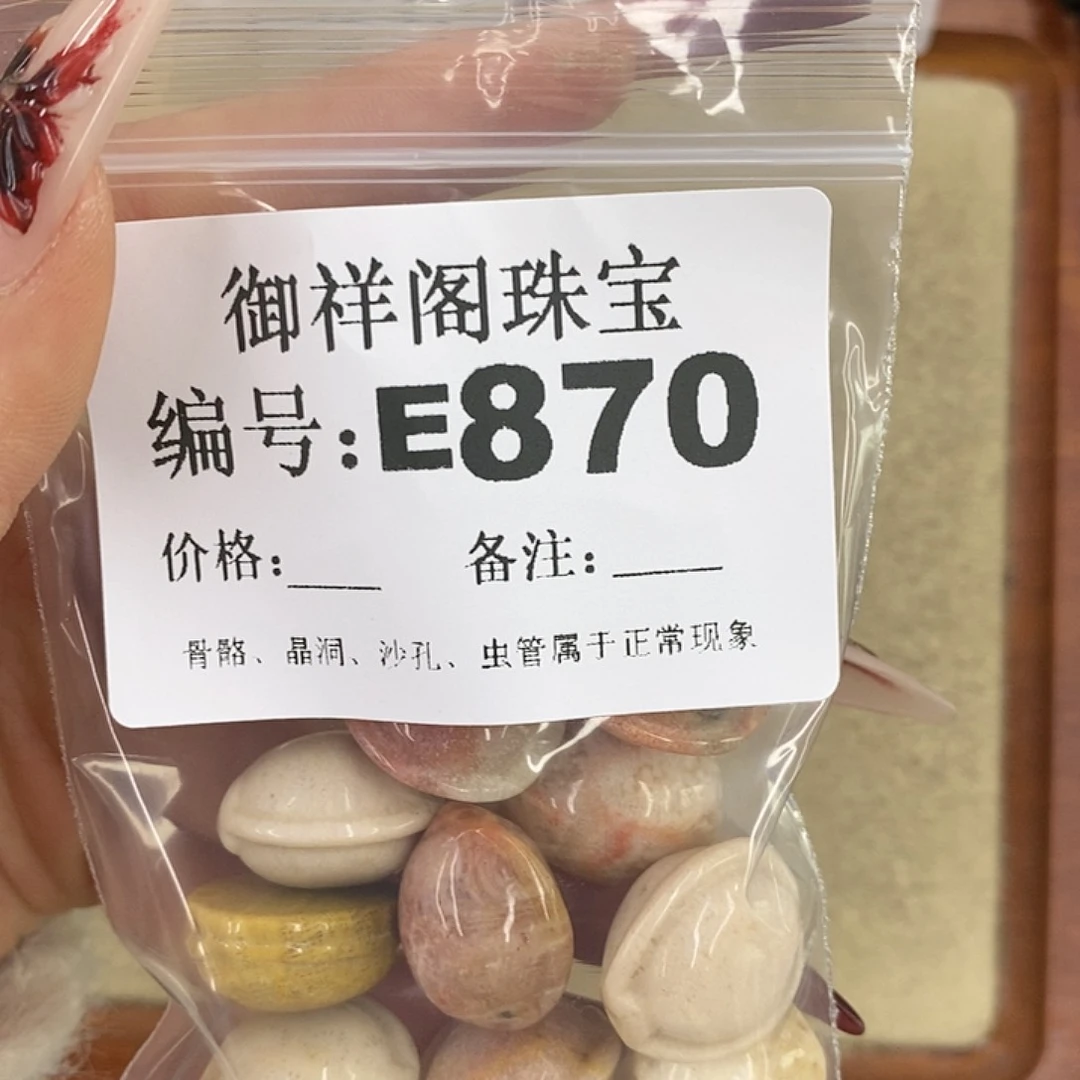 御祥阁珠宝
编号:E870
价格:___ 备注:____
骨骼、晶洞、沙孔、虫管属于正常现象